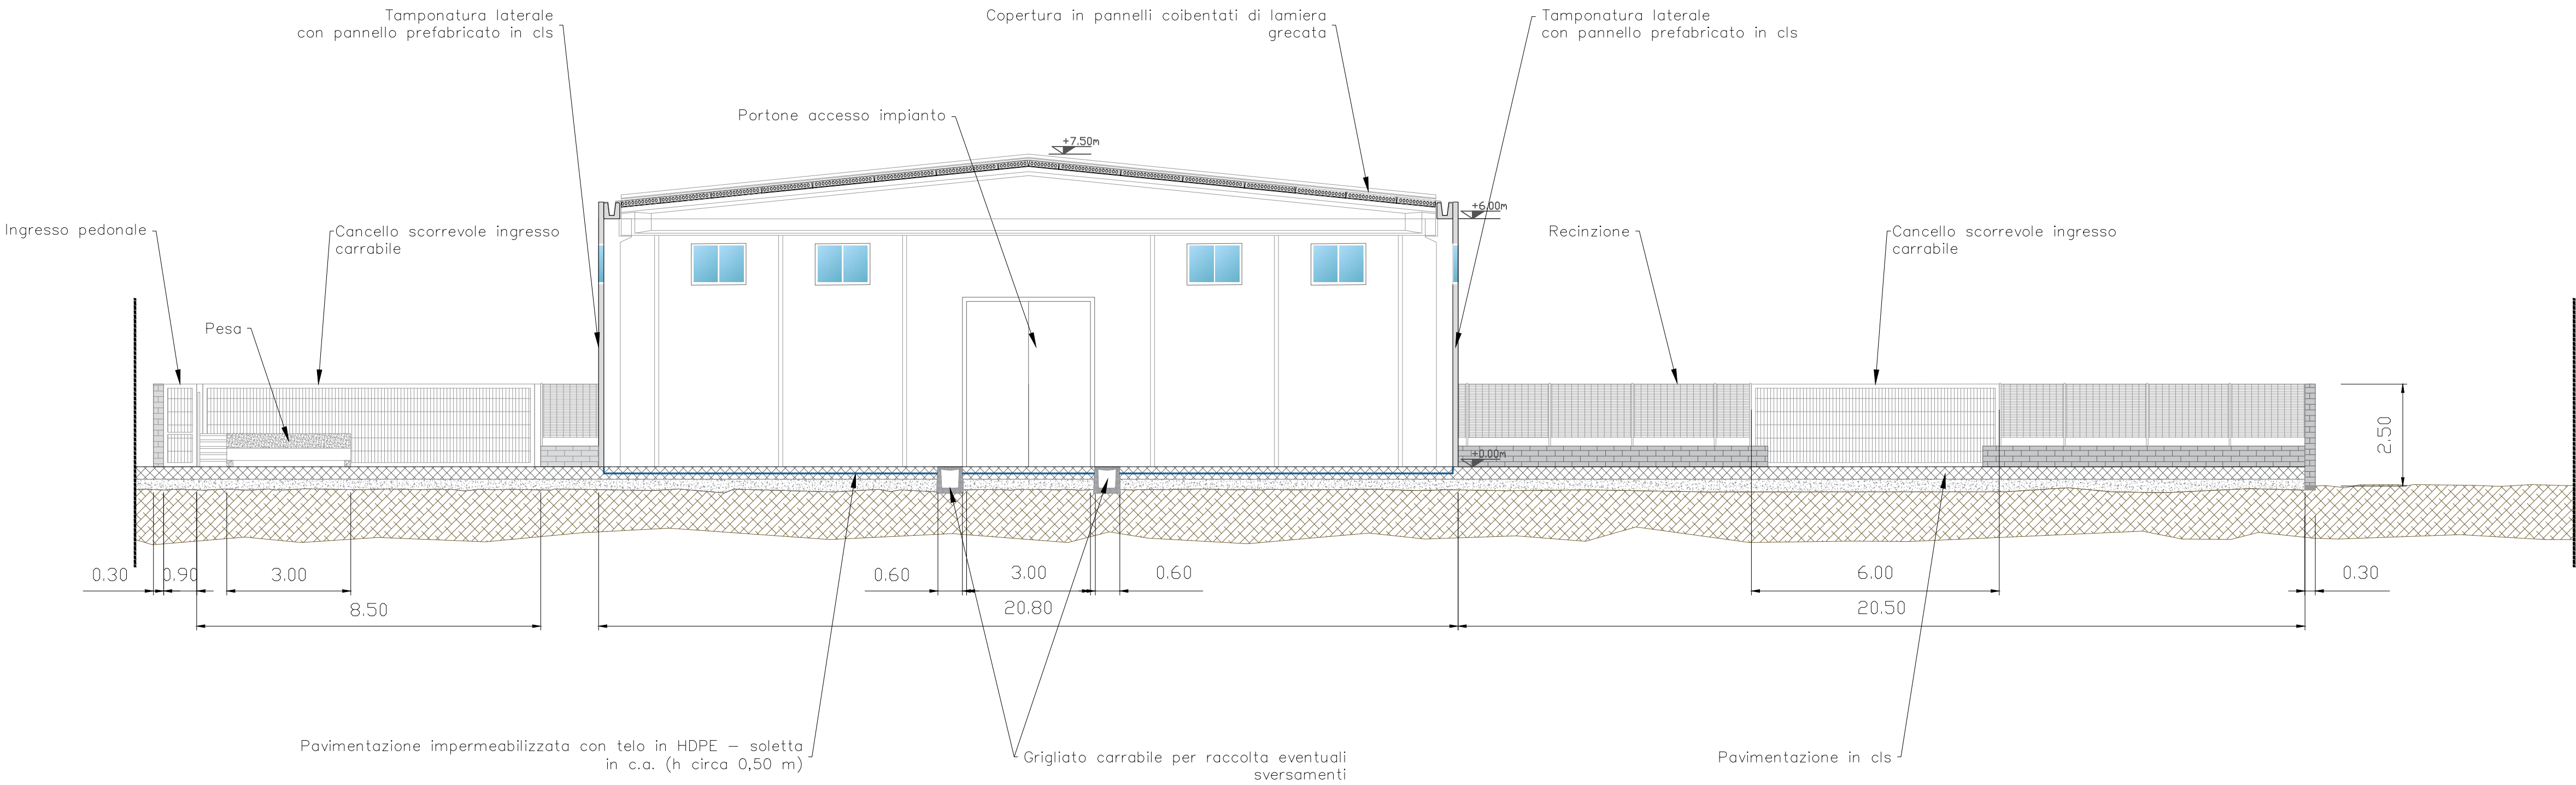 Tamponatura laterale
con pannello prefabricato in cls
Copertura in pannelli coibentati di lamiera
grecata
Tamponatura laterale
con pannello prefabricato in cls
Portone accesso impianto
+7.50m
+6.00m
Ingresso pedonale
Cancello scorrevole ingresso
carrabile
Recinzione
Cancello scorrevole ingresso
carrabile
Pesa
2.50
+0.00m
0.30
0.90
3.00
0.60
3.00
0.60
6.00
0.30
8.50
20.80
20.50
Pavimentazione impermeabilizzata con telo in HDPE – soletta
in c.a. (h circa 0,50 m)
Grigliato carrabile per raccolta eventuali
sversamenti
Pavimentazione in cls